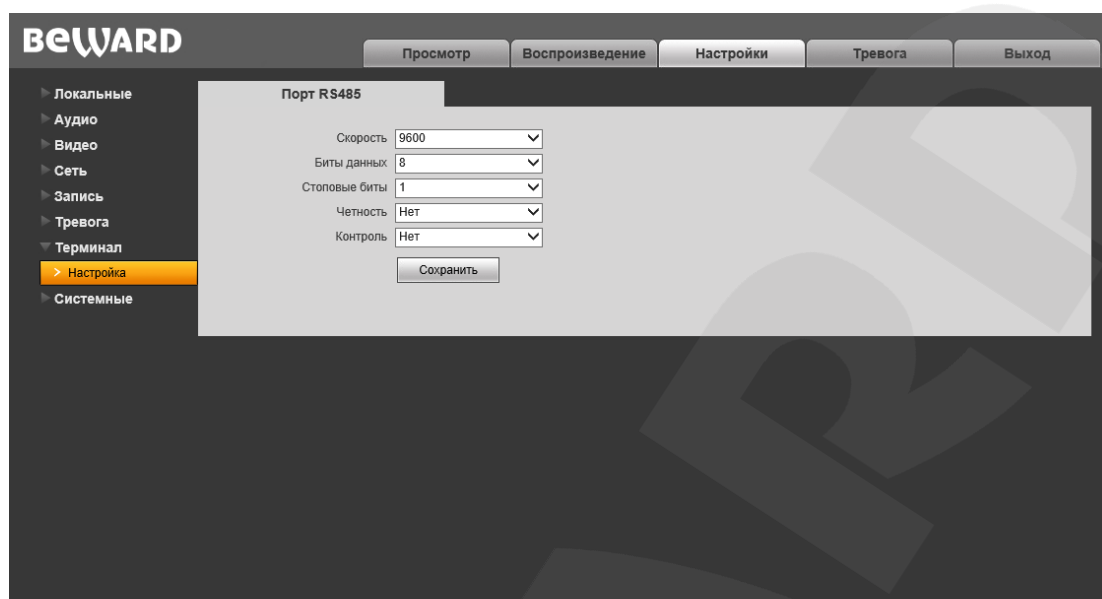 BEWARD
Просмотр Воспроизведение Настройки Тревога Выход
Локальные
Аудио
Видео
Сеть
Запись
Тревога
Терминал
> Настройка
Системные
Порт RS485
Скорость 9600
Биты данных 8
Стоповые биты 1
Четность Нет
Контроль Нет
Сохранить